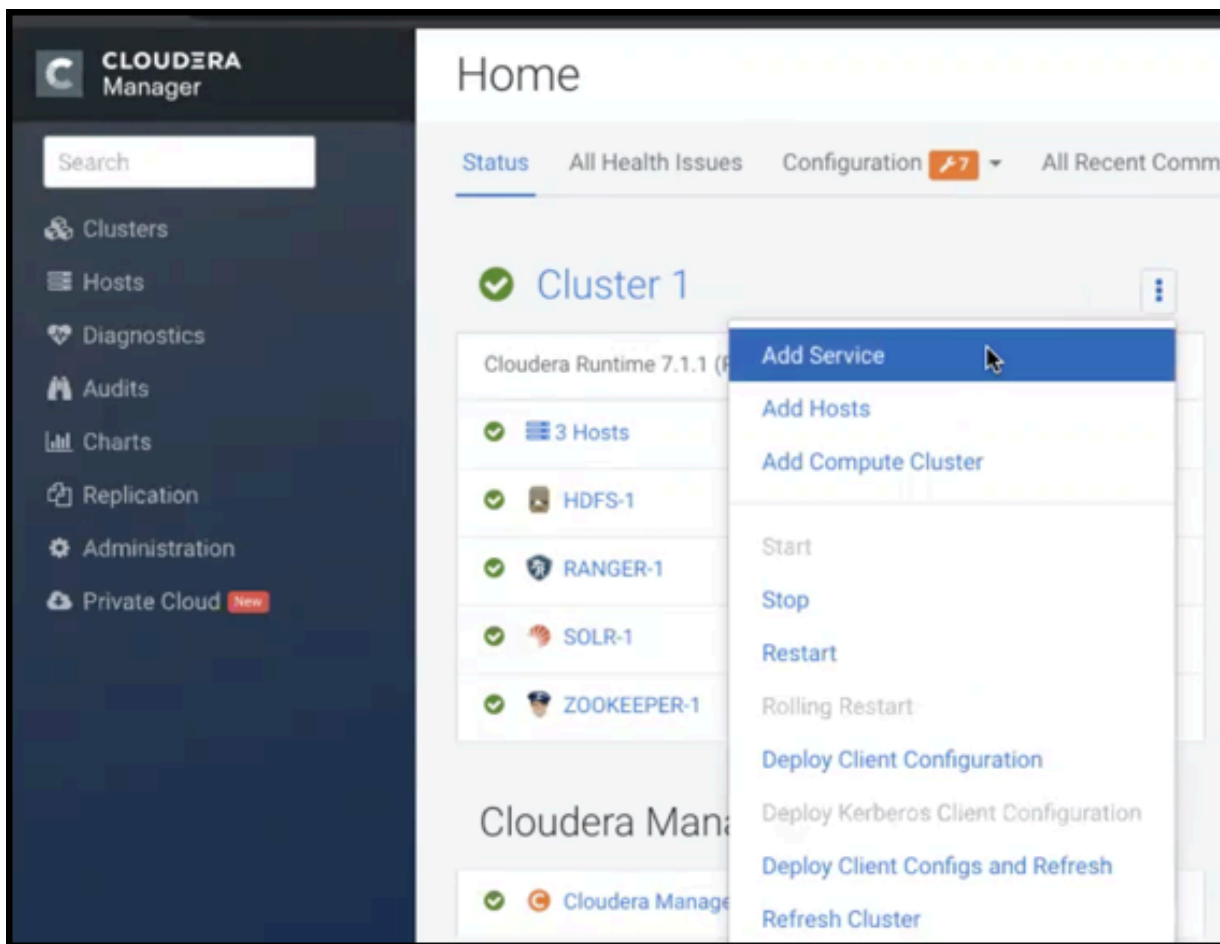 CLOUDERA
Manager
Search
Clusters
Hosts
Diagnostics
Audits
Charts
Replication
Administration
Private Cloud New
Home
Status All Health Issues Configuration 7 All Recent Comm
Cluster 1
Cloudera Runtime 7.1.1
3 Hosts
HDFS-1
RANGER-1
SOLR-1
ZOOKEEPER-1
Cloudera Mana
Cloudera Manage
Add Service
Add Hosts
Add Compute Cluster
Start
Stop
Restart
Rolling Restart
Deploy Client Configuration
Deploy Kerberos Client Configuration
Deploy Client Configs and Refresh
Refresh Cluster